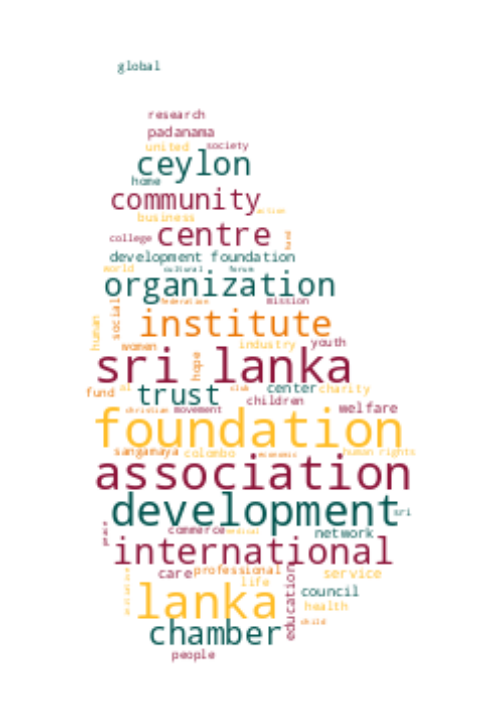 global
research
padanama
united society
ceylon
home
community action
business
college centre
development foundation
world cultural forum
organization
federation mission
human social institute
women industry youth
sri lanka
hope
fund al trust club center charity
children
christian movement welfare
foundation
sangamaya colombo economic human rights
association
development sri
commerce medical network
international
care professional service
life education
lanka council
health
chamber child
people